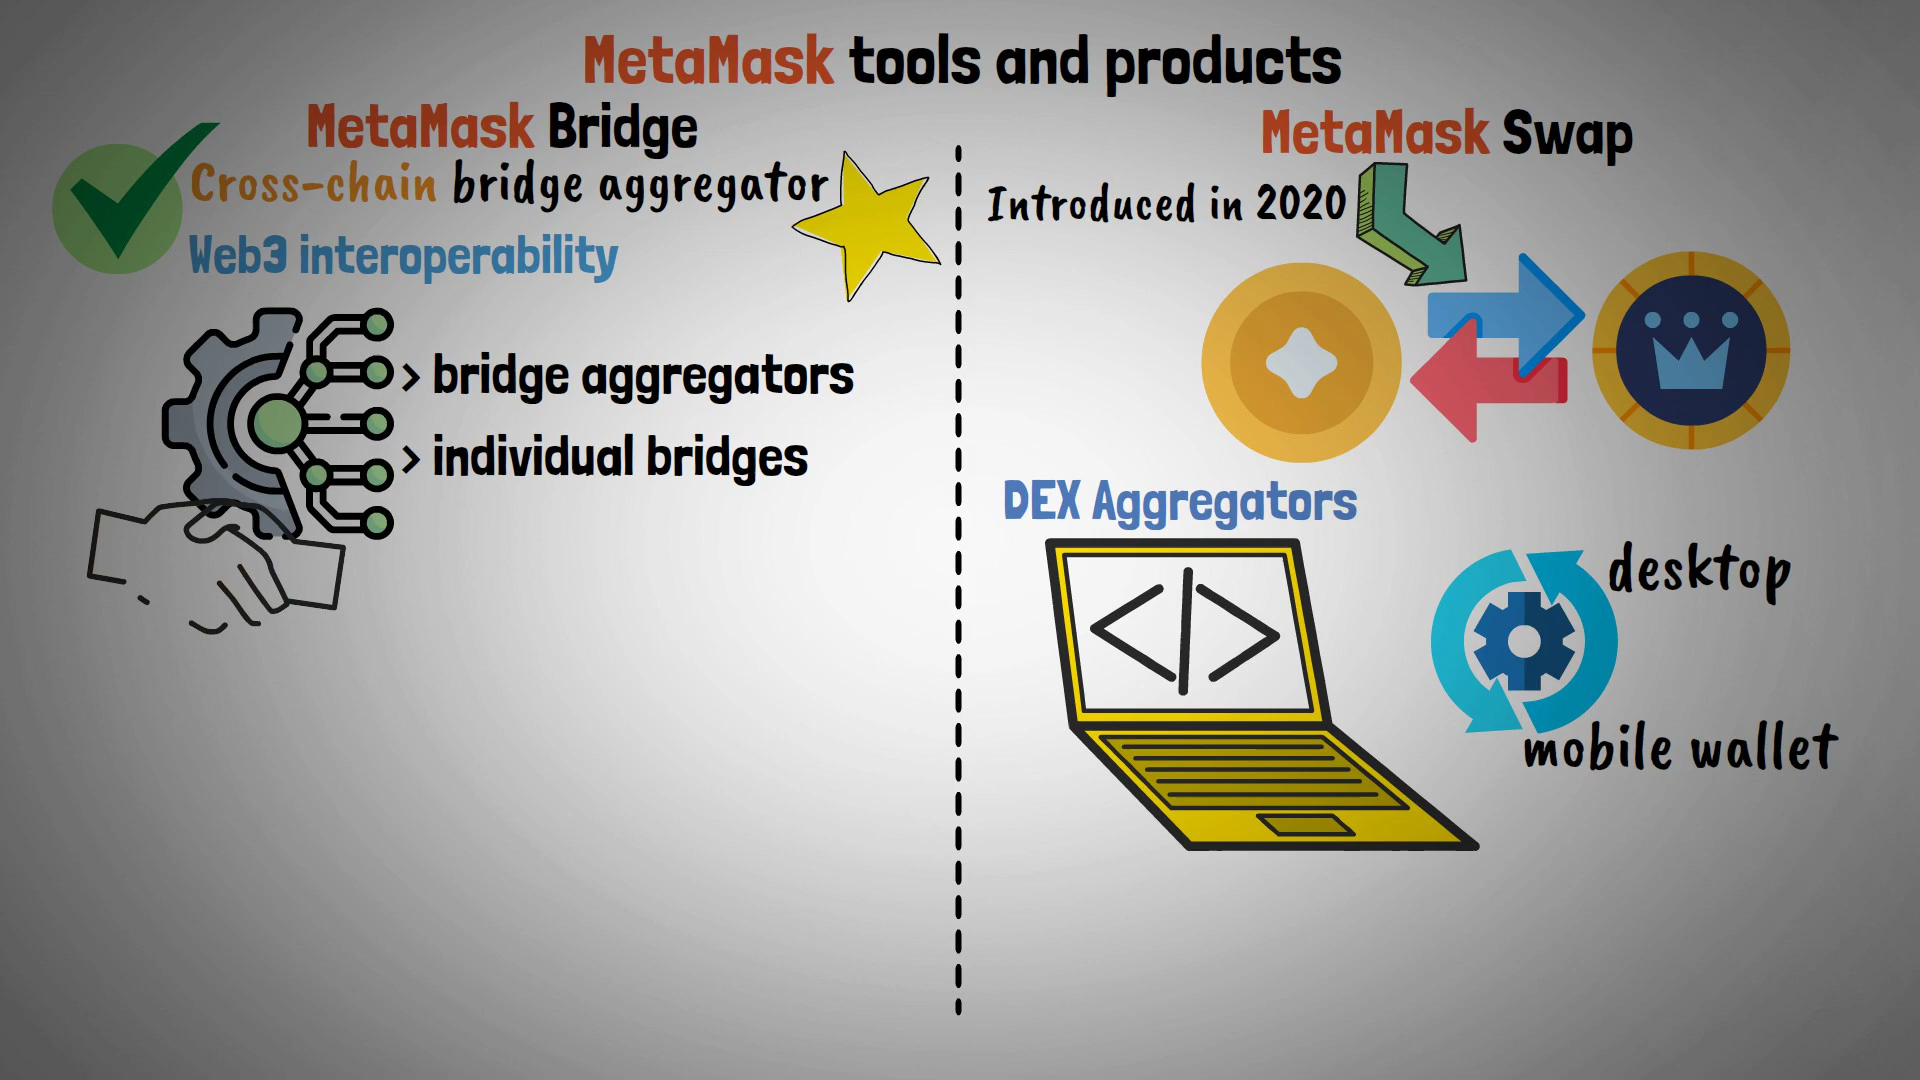 MetaMask tools and products
MetaMask Bridge
Cross-chain bridge aggregator
Web3 interoperability
> bridge aggregators
> individual bridges
MetaMask Swap
Introduced in 2020
DEX Aggregators
</>
desktop
mobile wallet